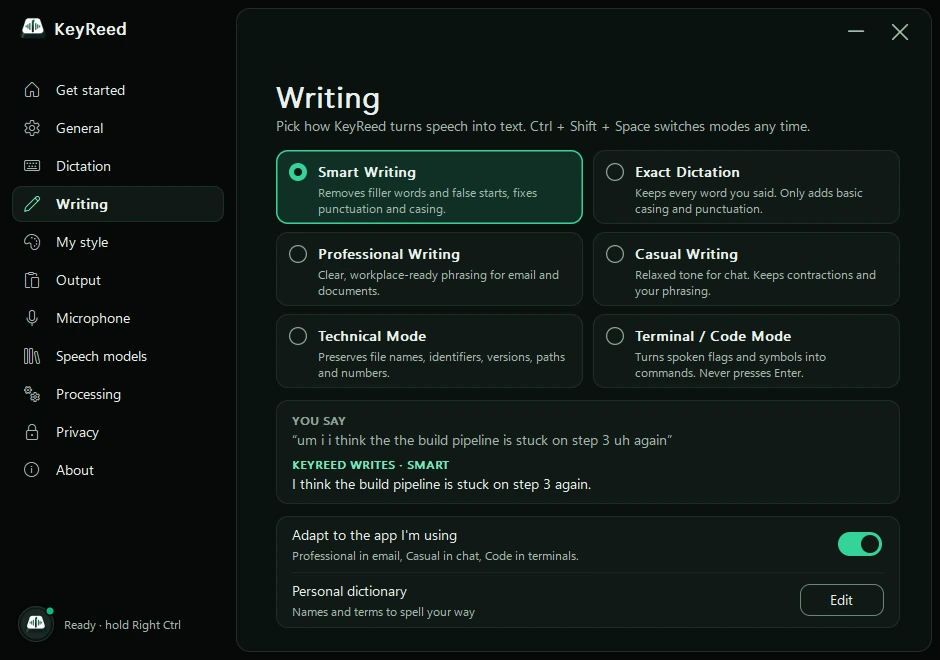 KeyReed
Get started
General
Dictation
Writing
My style
Output
Microphone
Speech models
Processing
Privacy
About
Ready · hold Right Ctrl
Writing
Pick how KeyReed turns speech into text. Ctrl + Shift + Space switches modes any time.
Smart Writing
Removes filler words and false starts, fixes
punctuation and casing.
Exact Dictation
Keeps every word you said. Only adds basic
casing and punctuation.
Professional Writing
Clear, workplace-ready phrasing for email and
documents.
Casual Writing
Relaxed tone for chat. Keeps contractions and
your phrasing.
Technical Mode
Preserves file names, identifiers, versions, paths
and numbers.
Terminal / Code Mode
Turns spoken flags and symbols into
commands. Never presses Enter.
YOU SAY
“um i i think the the build pipeline is stuck on step 3 uh again”
KEYREED WRITES · SMART
I think the build pipeline is stuck on step 3 again.
Adapt to the app I'm using
Professional in email, Casual in chat, Code in terminals.
Personal dictionary
Names and terms to spell your way
Edit